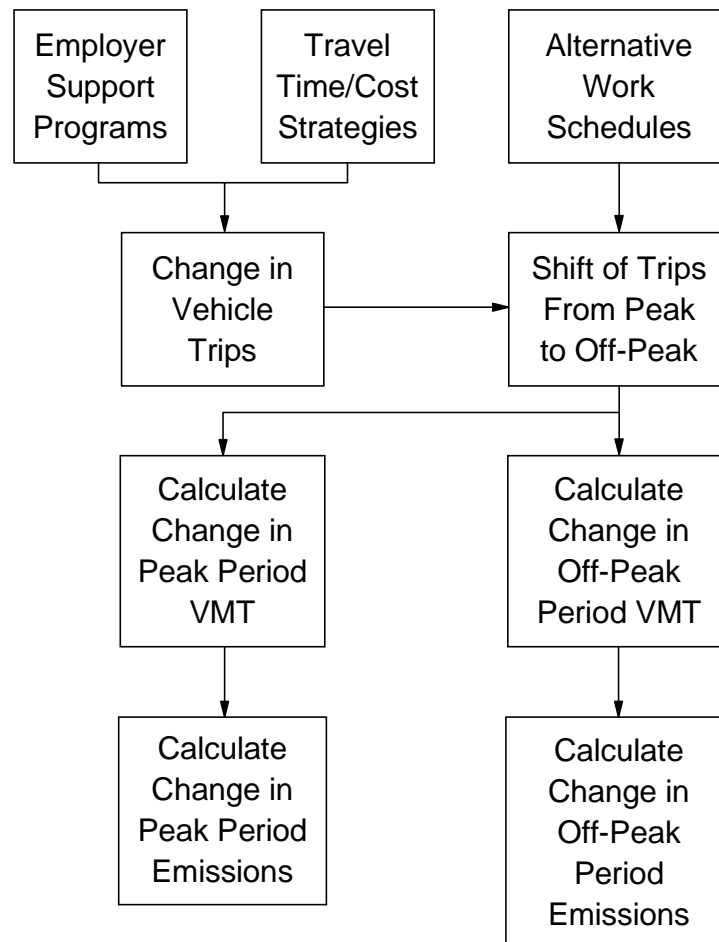 Employer
Support
Programs
Travel
Time/Cost
Strategies
Alternative
Work
Schedules
Change in
Vehicle
Trips
Shift of Trips
From Peak
to Off-Peak
Calculate
Change in
Peak Period
VMT
Calculate
Change in
Off-Peak
Period VMT
Calculate
Change in
Peak Period
Emissions
Calculate
Change in
Off-Peak
Period
Emissions